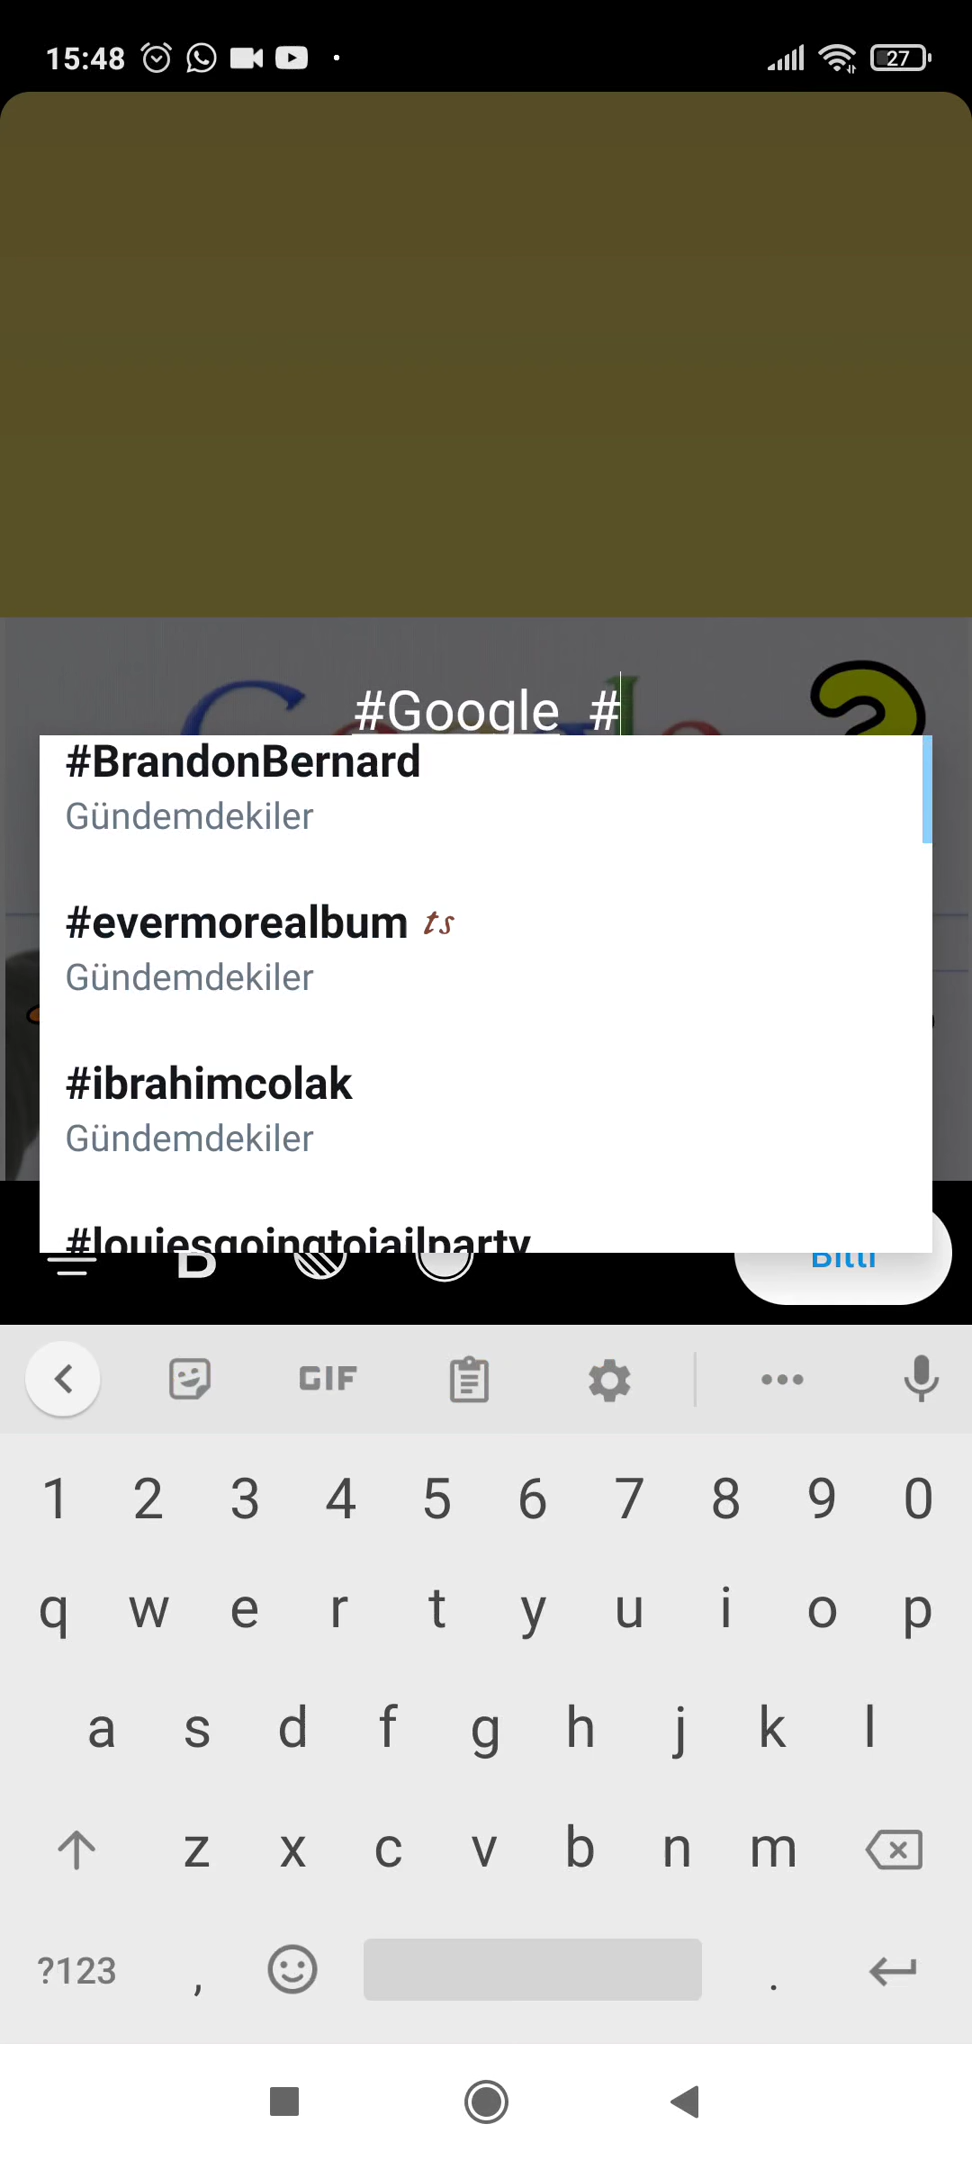 15:48
27
#Google #
#BrandonBernard
Gündemdekiler
#evermorealbum ts
Gündemdekiler
#ibrahimcolak
Gündemdekiler
#louiesgoingtojailparty
B
Bitti
GIF
1 2 3 4 5 6 7 8 9 0
q w e r t y u i o p
a s d f g h j k l
z x c v b n m
?123 , .